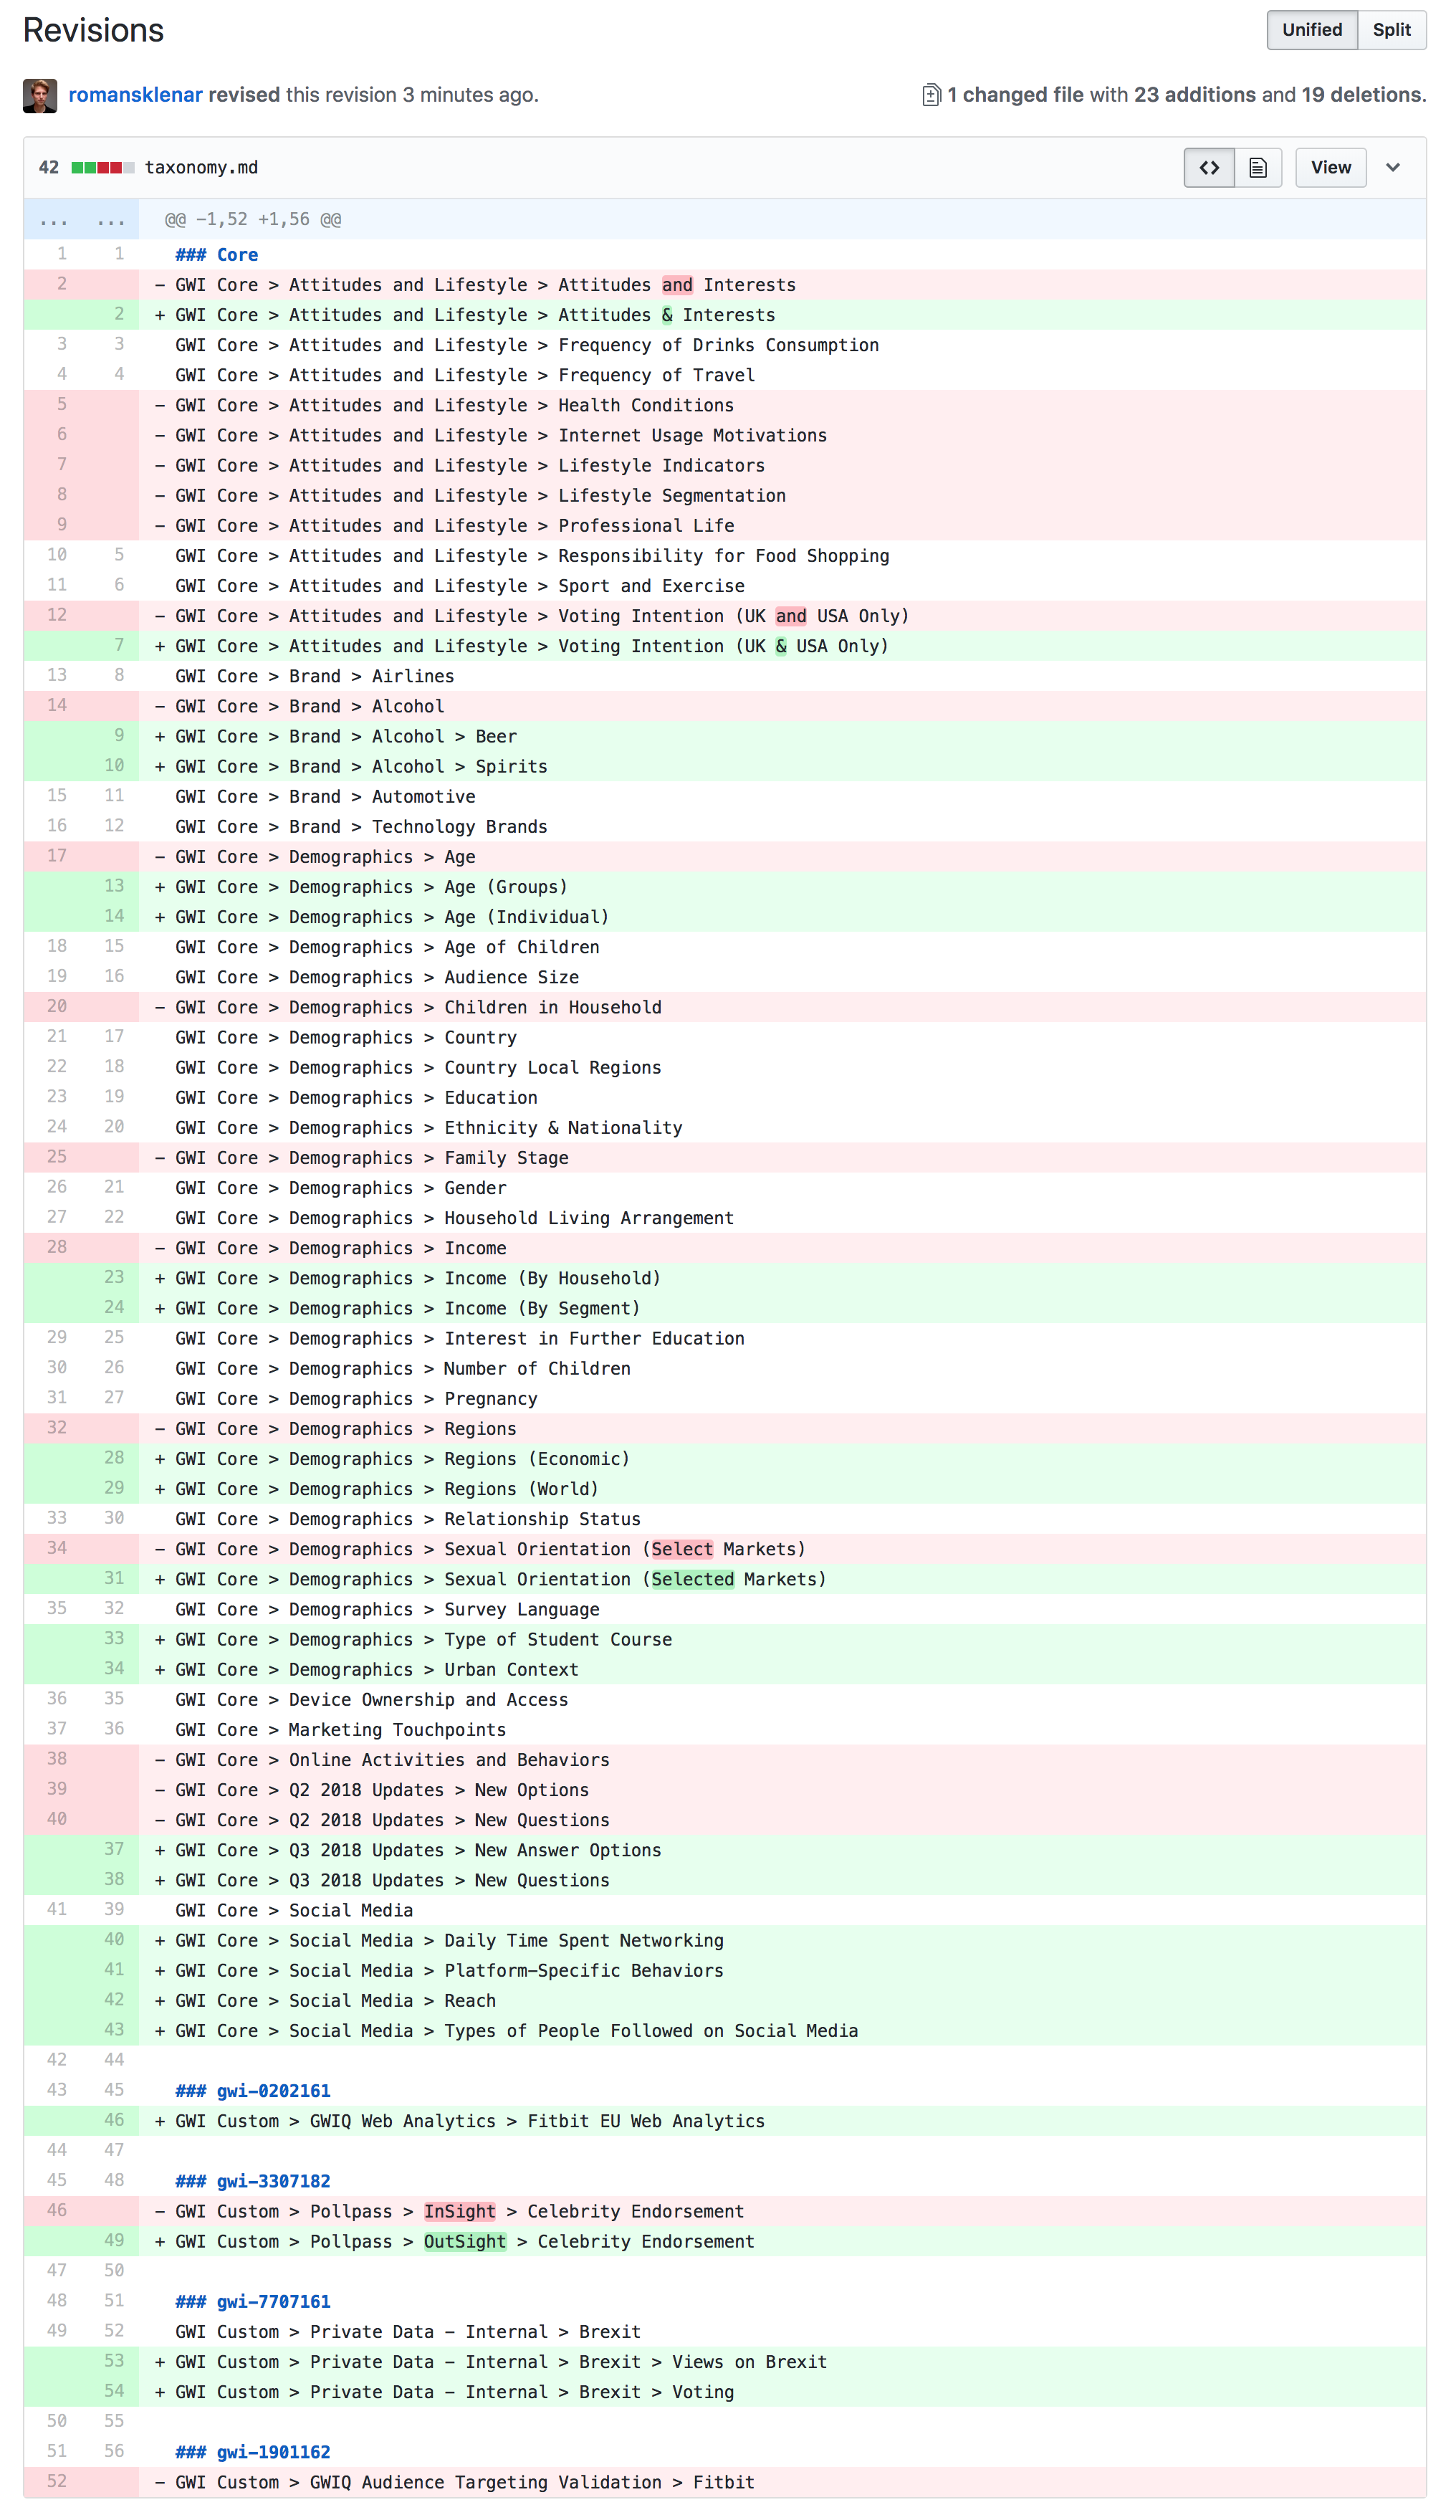 Revisions
Unified Split
romansklenar revised this revision 3 minutes ago.
1 changed file with 23 additions and 19 deletions.
42 taxonomy.md View
... ... @@ -1,52 +1,56 @@
1 1 ### Core
2 - GWI Core > Attitudes and Lifestyle > Attitudes and Interests
2 + GWI Core > Attitudes and Lifestyle > Attitudes & Interests
3 3 GWI Core > Attitudes and Lifestyle > Frequency of Drinks Consumption
4 4 GWI Core > Attitudes and Lifestyle > Frequency of Travel
5 - GWI Core > Attitudes and Lifestyle > Health Conditions
6 - GWI Core > Attitudes and Lifestyle > Internet Usage Motivations
7 - GWI Core > Attitudes and Lifestyle > Lifestyle Indicators
8 - GWI Core > Attitudes and Lifestyle > Lifestyle Segmentation
9 - GWI Core > Attitudes and Lifestyle > Professional Life
10 5 GWI Core > Attitudes and Lifestyle > Responsibility for Food Shopping
11 6 GWI Core > Attitudes and Lifestyle > Sport and Exercise
12 - GWI Core > Attitudes and Lifestyle > Voting Intention (UK and USA Only)
7 + GWI Core > Attitudes and Lifestyle > Voting Intention (UK & USA Only)
13 8 GWI Core > Brand > Airlines
14 - GWI Core > Brand > Alcohol
9 + GWI Core > Brand > Alcohol > Beer
10 + GWI Core > Brand > Alcohol > Spirits
15 11 GWI Core > Brand > Automotive
16 12 GWI Core > Brand > Technology Brands
17 - GWI Core > Demographics > Age
13 + GWI Core > Demographics > Age (Groups)
14 + GWI Core > Demographics > Age (Individual)
18 15 GWI Core > Demographics > Age of Children
19 16 GWI Core > Demographics > Audience Size
20 - GWI Core > Demographics > Children in Household
21 17 GWI Core > Demographics > Country
22 18 GWI Core > Demographics > Country Local Regions
23 19 GWI Core > Demographics > Education
24 20 GWI Core > Demographics > Ethnicity & Nationality
25 - GWI Core > Demographics > Family Stage
26 21 GWI Core > Demographics > Gender
27 22 GWI Core > Demographics > Household Living Arrangement
28 - GWI Core > Demographics > Income
23 + GWI Core > Demographics > Income (By Household)
24 + GWI Core > Demographics > Income (By Segment)
29 25 GWI Core > Demographics > Interest in Further Education
30 26 GWI Core > Demographics > Number of Children
31 27 GWI Core > Demographics > Pregnancy
32 - GWI Core > Demographics > Regions
28 + GWI Core > Demographics > Regions (Economic)
29 + GWI Core > Demographics > Regions (World)
33 30 GWI Core > Demographics > Relationship Status
34 - GWI Core > Demographics > Sexual Orientation (Select Markets)
31 + GWI Core > Demographics > Sexual Orientation (Selected Markets)
35 32 GWI Core > Demographics > Survey Language
33 + GWI Core > Demographics > Type of Student Course
34 + GWI Core > Demographics > Urban Context
36 35 GWI Core > Device Ownership and Access
37 36 GWI Core > Marketing Touchpoints
38 - GWI Core > Online Activities and Behaviors
39 - GWI Core > Q2 2018 Updates > New Options
40 - GWI Core > Q2 2018 Updates > New Questions
37 + GWI Core > Q3 2018 Updates > New Answer Options
38 + GWI Core > Q3 2018 Updates > New Questions
41 39 GWI Core > Social Media
40 + GWI Core > Social Media > Daily Time Spent Networking
41 + GWI Core > Social Media > Platform-Specific Behaviors
42 + GWI Core > Social Media > Reach
43 + GWI Core > Social Media > Types of People Followed on Social Media
42 44
43 45 ### gwi-0202161
46 + GWI Custom > GWIQ Web Analytics > Fitbit EU Web Analytics
44 47
45 48 ### gwi-3307182
46 - GWI Custom > Pollpass > InSight > Celebrity Endorsement
49 + GWI Custom > Pollpass > OutSight > Celebrity Endorsement
47 50
48 51 ### gwi-7707161
49 52 GWI Custom > Private Data - Internal > Brexit
53 + GWI Custom > Private Data - Internal > Brexit > Views on Brexit
54 + GWI Custom > Private Data - Internal > Brexit > Voting
50 55
51 56 ### gwi-1901162
52 - GWI Custom > GWIQ Audience Targeting Validation > Fitbit